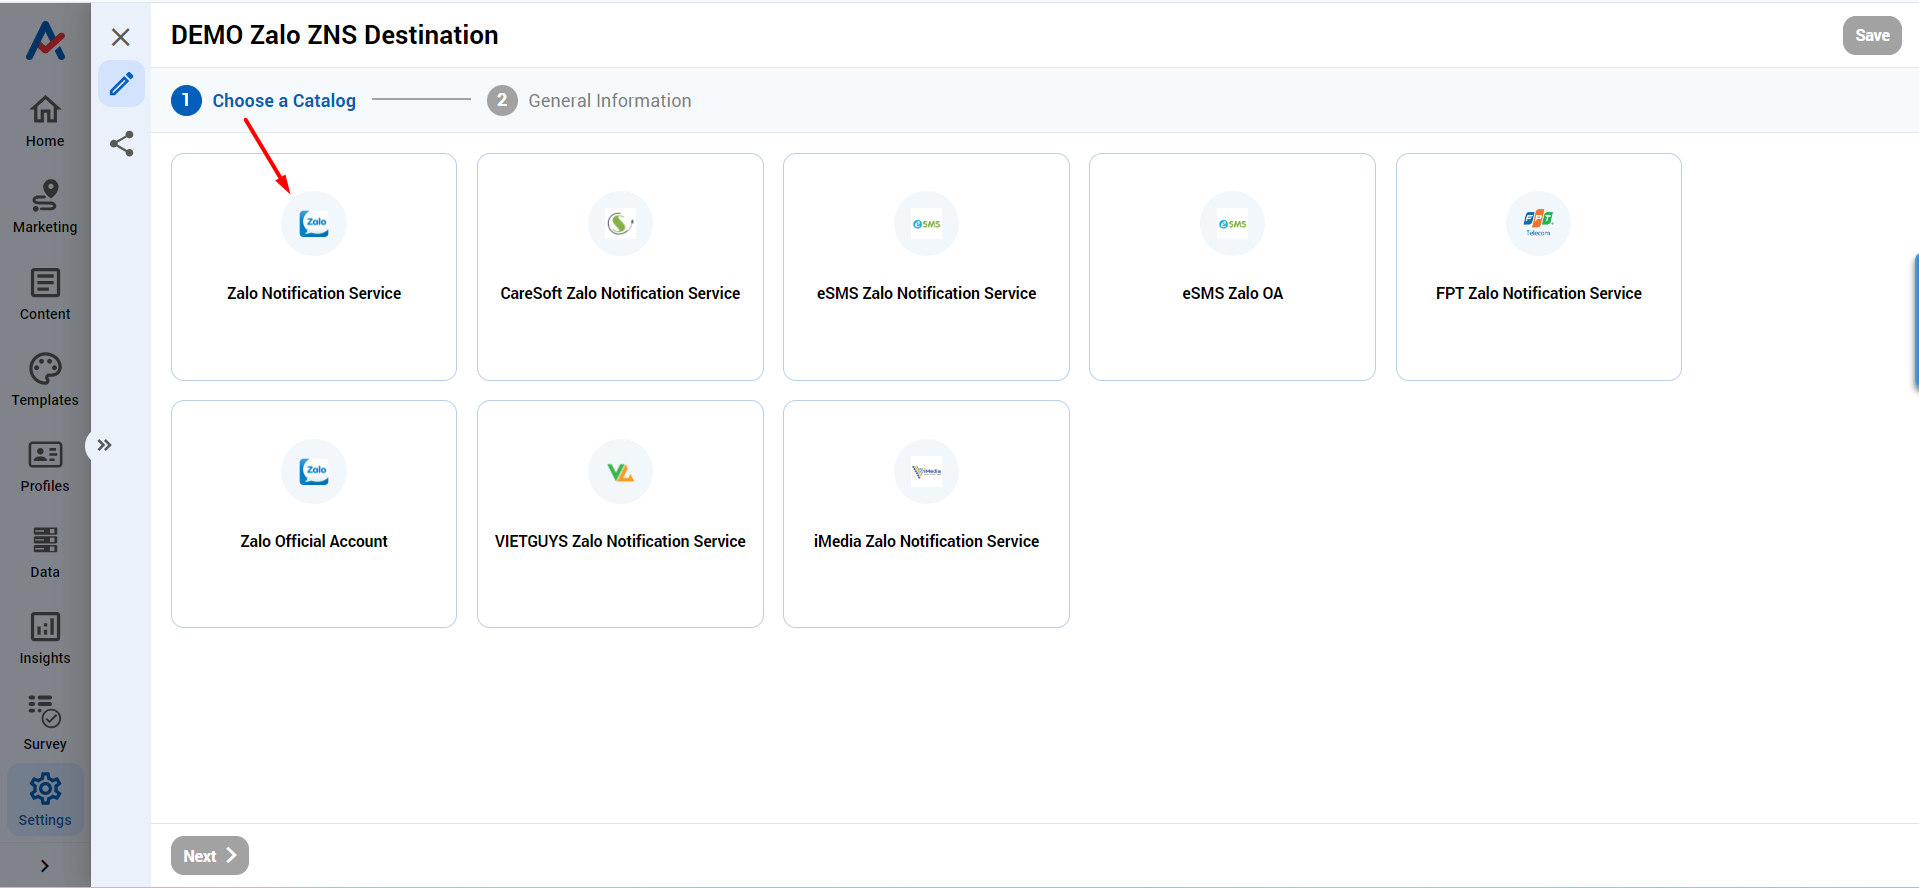 DEMO Zalo ZNS Destination
Save
1 Choose a Catalog
2 General Information
Home
Marketing
Content
Templates
Profiles
Data
Insights
Survey
Settings
Zalo
Zalo Notification Service
S
CareSoft Zalo Notification Service
eSMS
eSMS Zalo Notification Service
eSMS
eSMS Zalo OA
FPT
Telecom
FPT Zalo Notification Service
Zalo
Zalo Official Account
VIETGUYS Zalo Notification Service
iMedia
iMedia Zalo Notification Service
Next